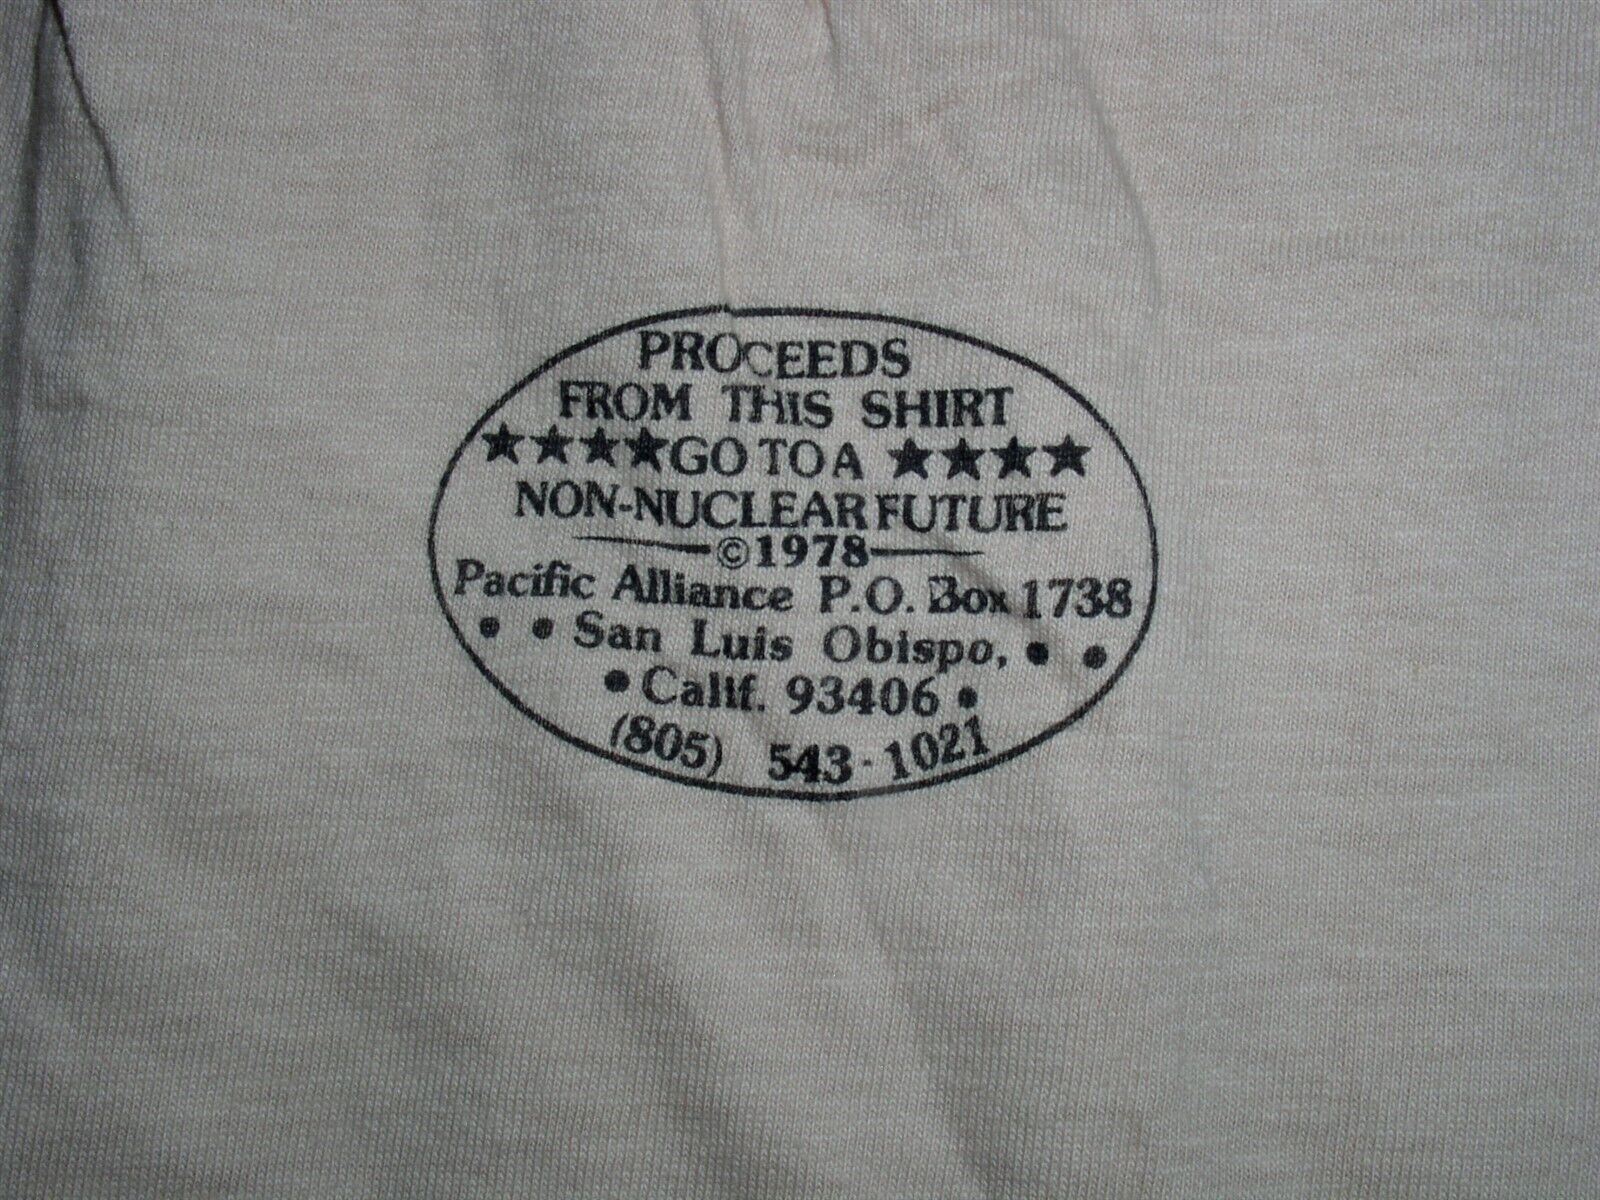 PROCEEDS
FROM THIS SHIRT
★★★★GO TO A ★★★★
NON-NUCLEAR FUTURE
©1978
Pacific Alliance P.O. Box 1738
• • San Luis Obispo, • •
• Calif. 93406 •
(805) 543-1021